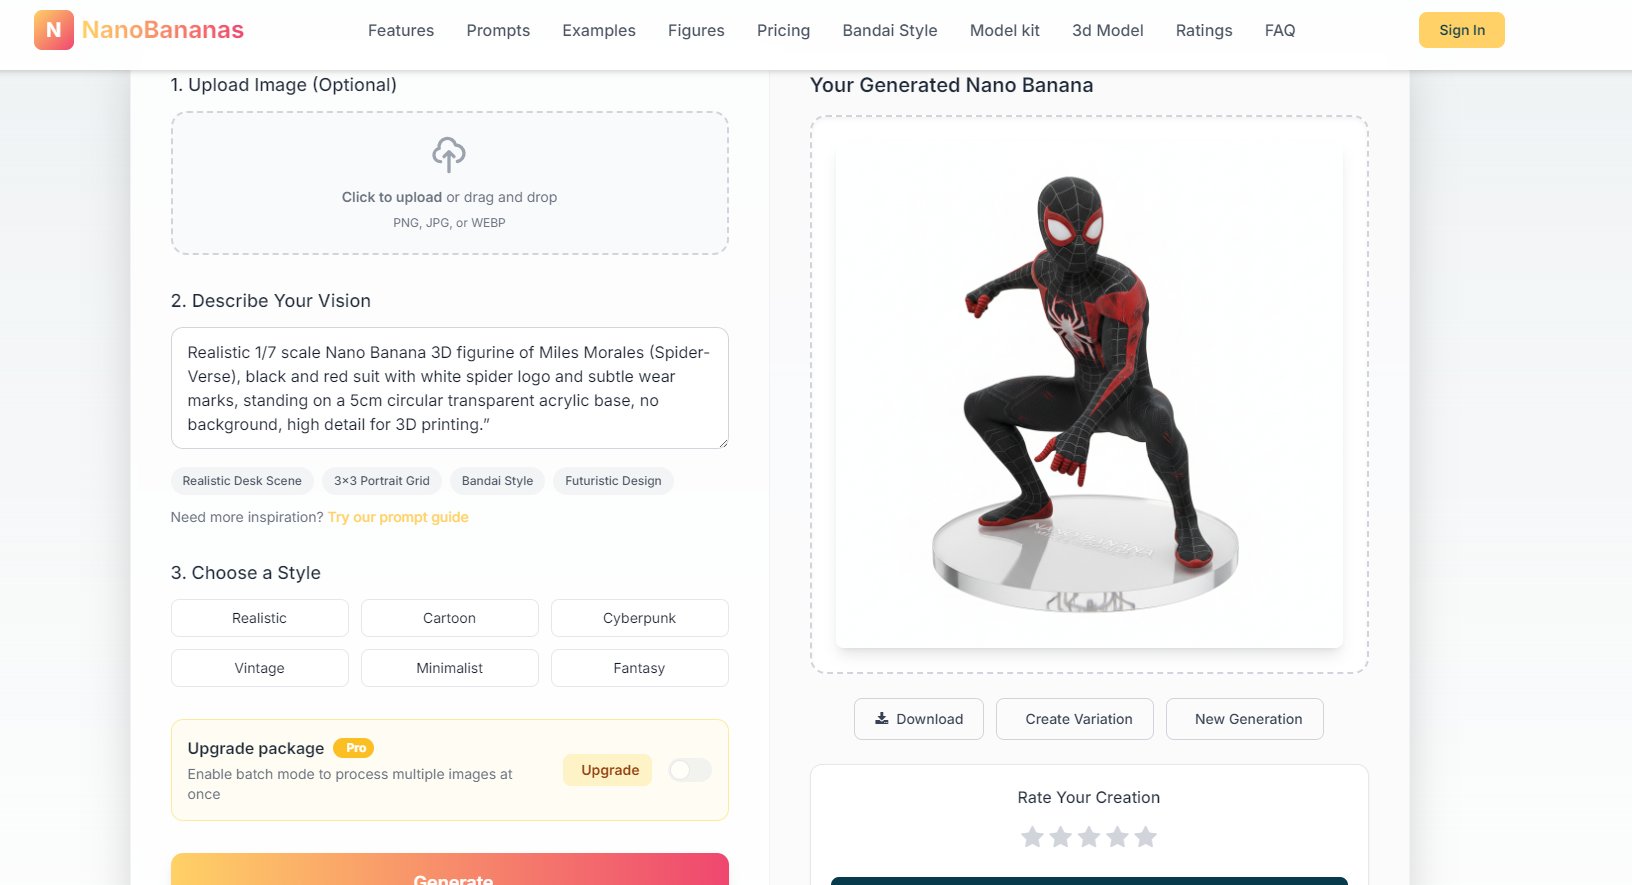 N NanoBananas
Features
Prompts
Examples
Figures
Pricing
Bandai Style
Model kit
3d Model
Ratings
FAQ
Sign In
1. Upload Image (Optional)
Click to upload or drag and drop
PNG, JPG, or WEBP
2. Describe Your Vision
Realistic 1/7 scale Nano Banana 3D figurine of Miles Morales (Spider-
Verse), black and red suit with white spider logo and subtle wear
marks, standing on a 5cm circular transparent acrylic base, no
background, high detail for 3D printing.”
Realistic Desk Scene
3×3 Portrait Grid
Bandai Style
Futuristic Design
Need more inspiration? Try our prompt guide
3. Choose a Style
Realistic
Cartoon
Cyberpunk
Vintage
Minimalist
Fantasy
Upgrade package Pro
Enable batch mode to process multiple images at
once
Upgrade
Generate
Your Generated Nano Banana
NANO BANANA
Download
Create Variation
New Generation
Rate Your Creation